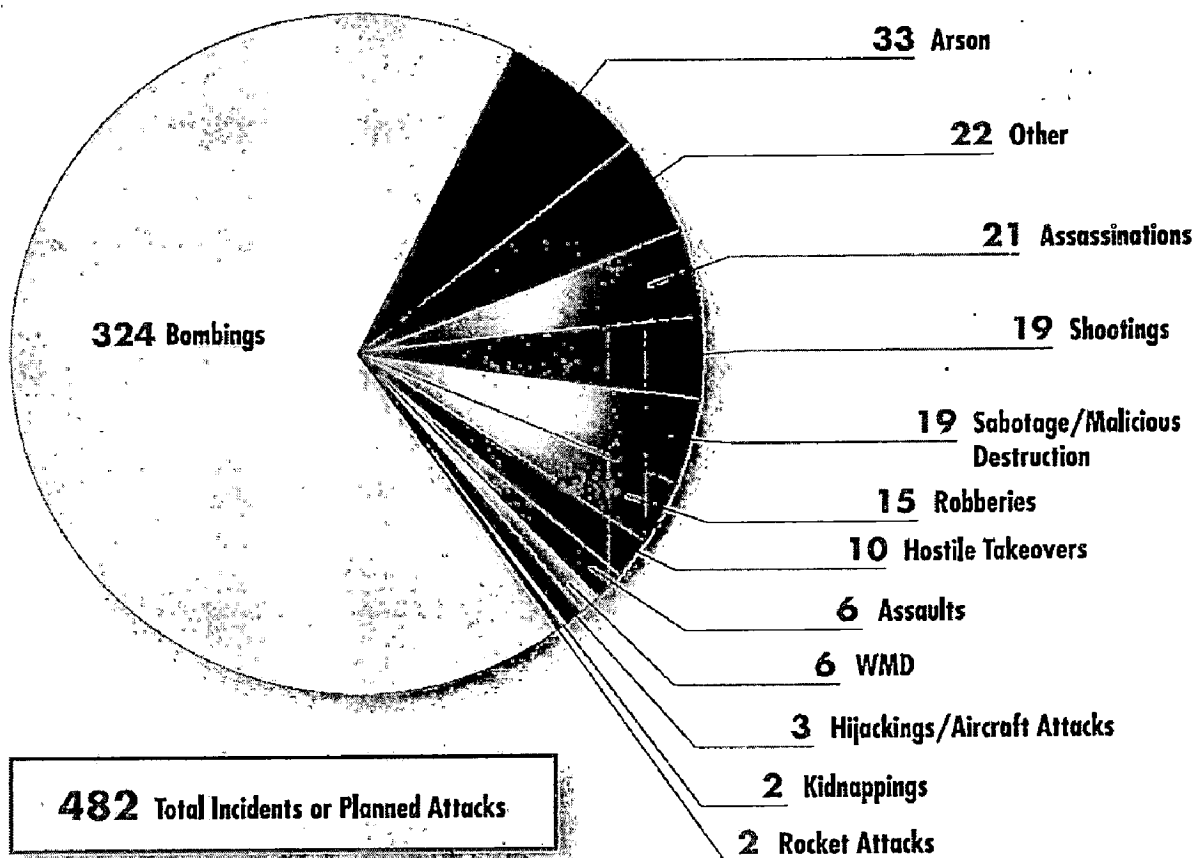 33 Arson
22 Other
21 Assassinations
324 Bombings
19 Shootings
19 Sabotage/Malicious
Destruction
15 Robberies
10 Hostile Takeovers
6 Assaults
6 WMD
3 Hijackings/Aircraft Attacks
2 Kidnappings
482 Total Incidents or Planned Attacks
2 Rocket Attacks